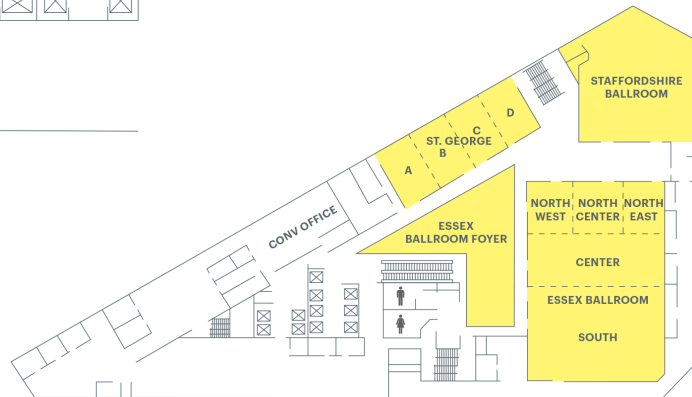 STAFFORDSHIRE
BALLROOM
D
C
ST. GEORGE
B
A
NORTH WEST
NORTH CENTER
NORTH EAST
CONV OFFICE
ESSEX
BALLROOM FOYER
CENTER
ESSEX BALLROOM
SOUTH